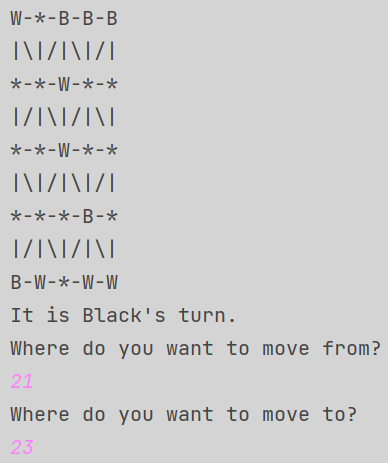 W-*-B-B-B
|\|/|\|/|
*-*-W-*-*
|/|\|/|\|
*-*-W-*-*
|\|/|\|/|
*-*-*-B-*
|/|\|/|\|
B-W-*-W-W
It is Black's turn.
Where do you want to move from?
21
Where do you want to move to?
23